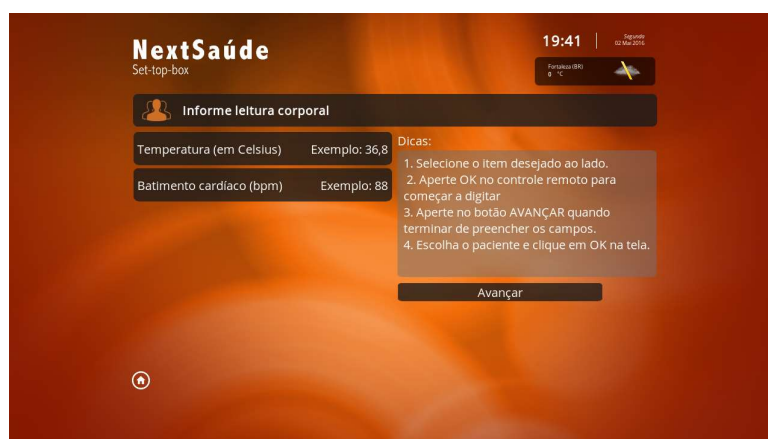 NextSaúde
Set-top-box
19:41
Segunda
02 Mai 2016
Fortaleza (BR)
0 °C
Informe leitura corporal
Temperatura (em Celsius) Exemplo: 36,8
Batimento cardíaco (bpm) Exemplo: 88
Dicas:
1. Selecione o item desejado ao lado.
2. Aperte OK no controle remoto para
começar a digitar
3. Aperte no botão AVANÇAR quando
terminar de preencher os campos.
4. Escolha o paciente e clique em OK na tela.
Avançar